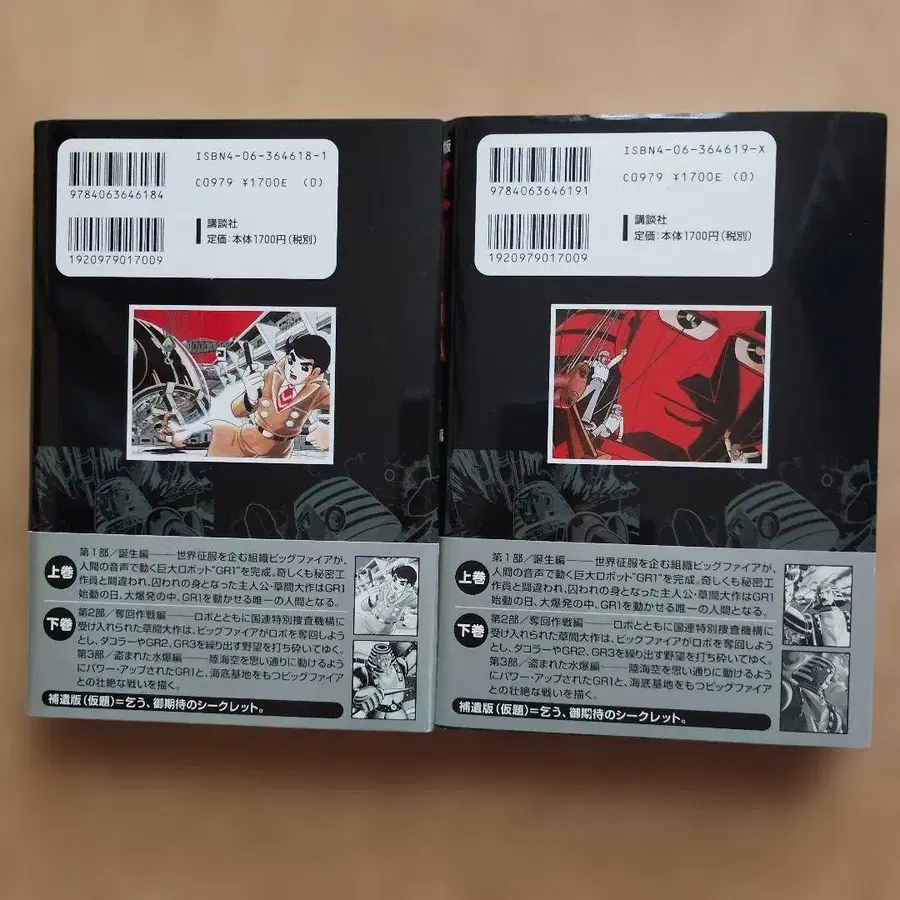 ISBN4-06-364618-1
9784063646184
C0979 ¥1700E (0)
1920979017009
講談社
定価:本体1700円(税別)
上巻
第1部/誕生編――世界征服を企む組織ビッグファイアが、
人間の音声で動く巨大ロボット"GR1"を完成。奇しくも秘密工
作員と間違われ、囚われの身となった主人公・草間大作はGR1
始動の日、大爆発の中、GR1を動かせる唯一の人間となる。
下巻
第2部/奪回作戦編――ロボとともに国連特別捜査機構に
受け入れられた草間大作は、ビッグファイアがロボを奪回しよう
とし、ダコラーやGR2、GR3を繰り出す野望を打ち砕いてゆく。
第3部/盗まれた水爆編――陸海空を思い通りに動けるよう
にパワー・アップされたGR1と、海底基地をもつビッグファイア
との壮絶な戦いを描く。
補遺版(仮題)=乞う、御期待のシークレット。
ISBN4-06-364619-X
9784063646191
C0979 ¥1700E (0)
1920979017009
講談社
定価:本体1700円(税別)
上巻
第1部/誕生編――世界征服を企む組織ビッグファイアが、
人間の音声で動く巨大ロボット"GR1"を完成。奇しくも秘密工
作員と間違われ、囚われの身となった主人公・草間大作はGR1
始動の日、大爆発の中、GR1を動かせる唯一の人間となる。
下巻
第2部/奪回作戦編――ロボとともに国連特別捜査機構に
受け入れられた草間大作は、ビッグファイアがロボを奪回しよう
とし、ダコラーやGR2、GR3を繰り出す野望を打ち砕いてゆく。
第3部/盗まれた水爆編――陸海空を思い通りに動けるよう
にパワー・アップされたGR1と、海底基地をもつビッグファイア
との壮絶な戦いを描く。
補遺版(仮題)=乞う、御期待のシークレット。